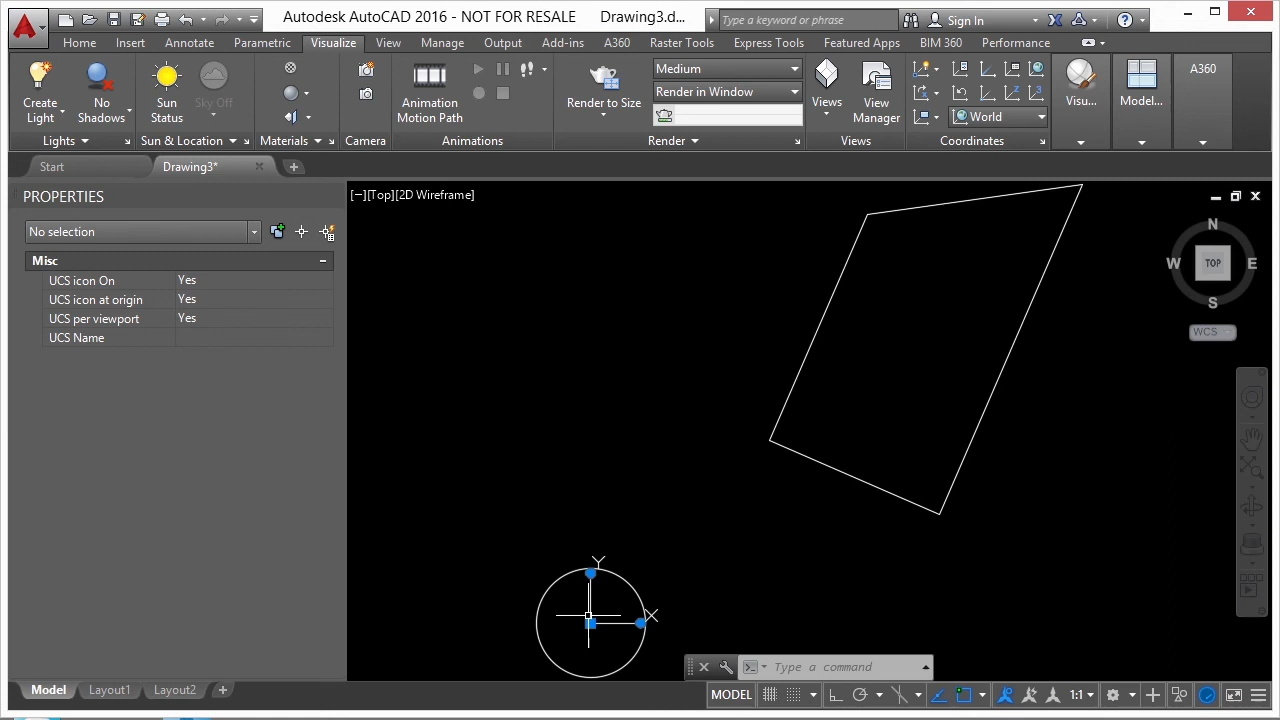 Autodesk AutoCAD 2016 - NOT FOR RESALE Drawing3.d... Type a keyword or phrase Sign In
Home Insert Annotate Parametric Visualize View Manage Output Add-ins A360 Raster Tools Express Tools Featured Apps BIM 360 Performance
Create Light
No Shadows
Sun Status
Sky Off
Animation Motion Path
Render to Size
Medium
Render in Window
Views
View Manager
World
Visu...
Model...
A360
Lights Sun & Location Materials Camera Animations Render Views Coordinates
Start Drawing3*
PROPERTIES
No selection
Misc
UCS icon On Yes
UCS icon at origin Yes
UCS per viewport Yes
UCS Name
[−][Top][2D Wireframe]
N
W TOP E
S
WCS
Y
X
Type a command
Model Layout1 Layout2
MODEL 1:1